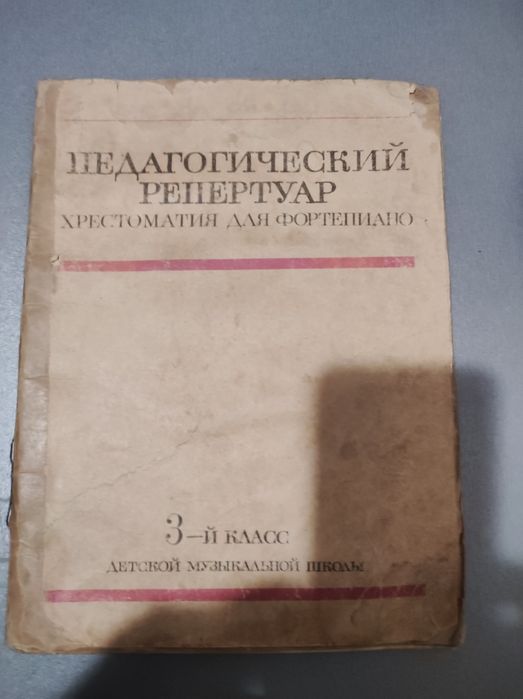 ПЕДАГОГИЧЕСКИЙ
РЕПЕРТУАР
ХРЕСТОМАТИЯ ДЛЯ ФОРТЕПИАНО
3-й КЛАСС
ДЕТСКОЙ МУЗЫКАЛЬНОЙ ШКОЛЫ